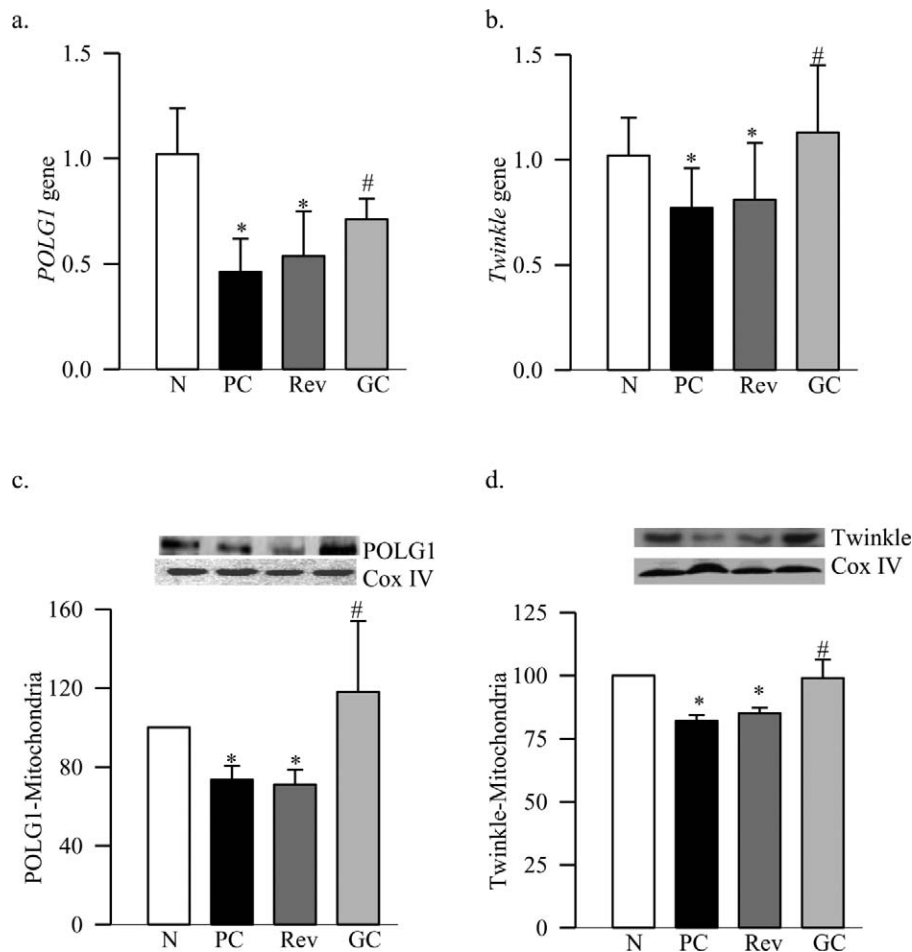 a.
POLG1 gene
1.5
1.0
0.5
0.0
*
*
#
N PC Rev GC
b.
Twinkle gene
1.5
1.0
0.5
0.0
*
*
#
N PC Rev GC
c.
POLG1
Cox IV
POLG1-Mitochondria
160
120
80
40
0
*
*
#
N PC Rev GC
d.
Twinkle
Cox IV
Twinkle-Mitochondria
125
100
75
50
25
0
*
*
#
N PC Rev GC